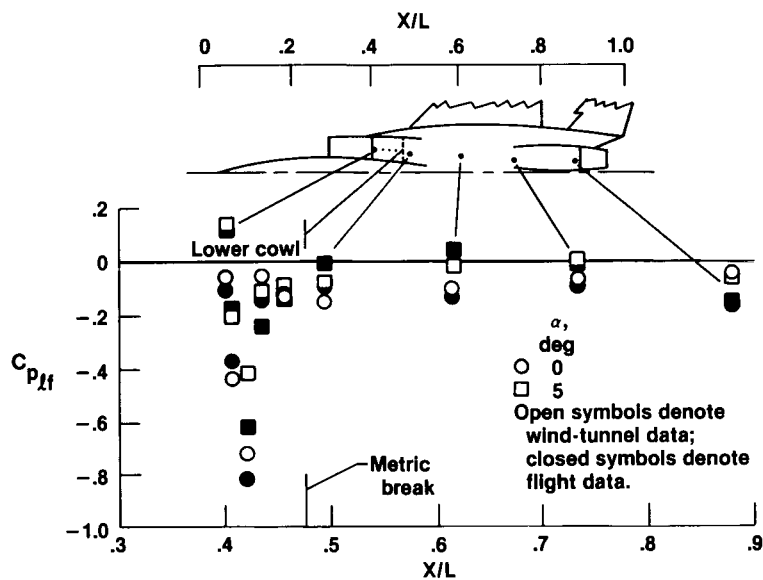 X/L
0 .2 .4 .6 .8 1.0
.2
0
−.2
−.4
−.6
−.8
−1.0
C_pℓf
Lower cowl
α,
deg
0
5
Open symbols denote
wind-tunnel data;
closed symbols denote
flight data.
Metric
break
.3 .4 .5 .6 .7 .8 .9
X/L